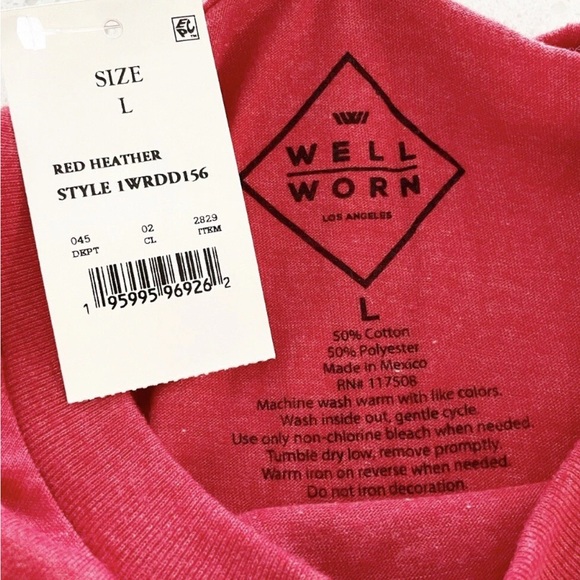 SIZE
L
RED HEATHER
STYLE 1WRDD156
045 02 2829
DEPT CL ITEM
1 95995 96926 2
WELL
WORN
LOS ANGELES
L
50% Cotton
50% Polyester
Made in Mexico
RN# 117508
Machine wash warm with like colors.
Wash inside out, gentle cycle.
Use only non-chlorine bleach when needed.
Tumble dry low, remove promptly.
Warm iron on reverse when needed.
Do not iron decoration.